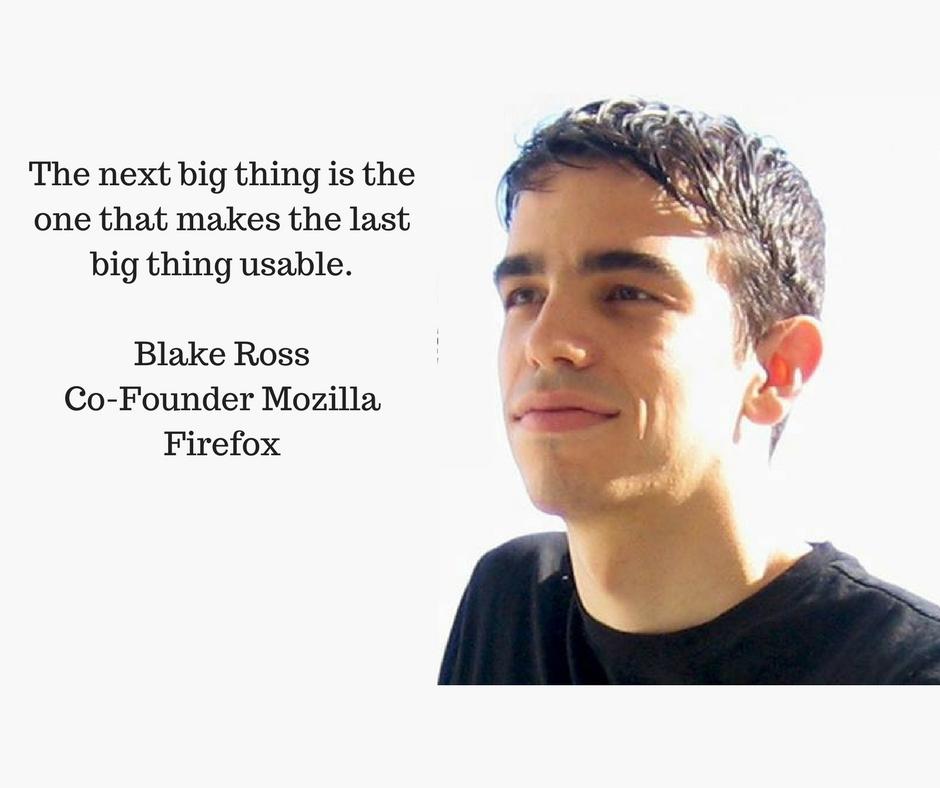 The next big thing is the
one that makes the last
big thing usable.
Blake Ross
Co-Founder Mozilla
Firefox